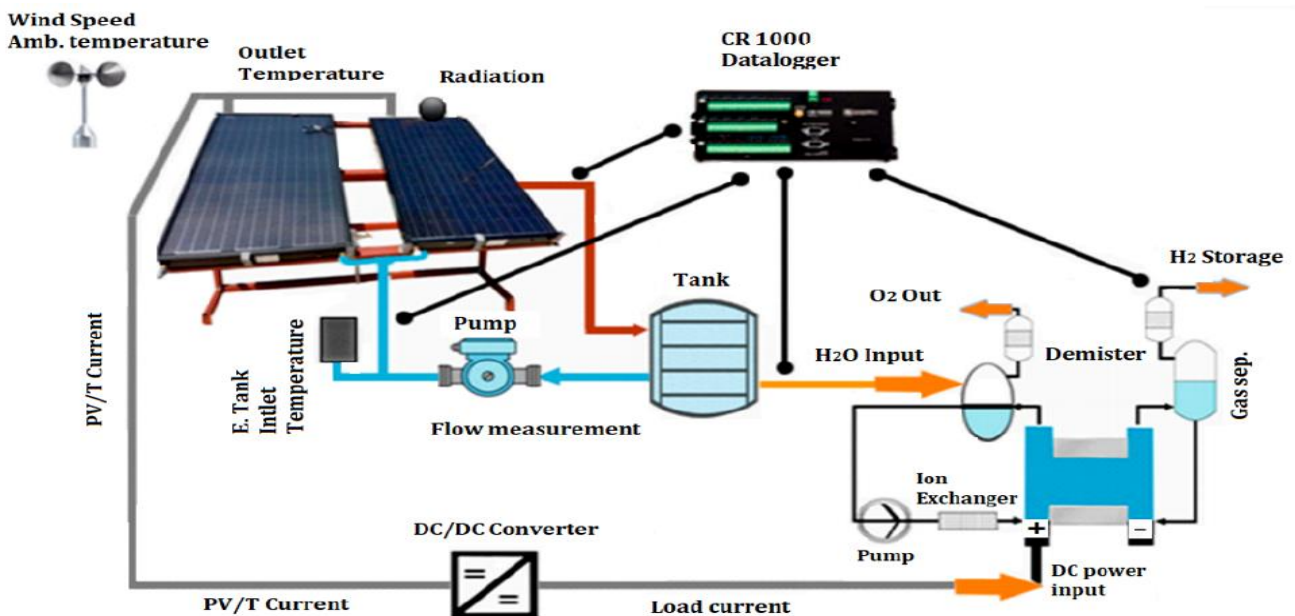 Wind Speed
Amb. temperature
Outlet
Temperature
Radiation
CR 1000
Datalogger
H2 Storage
O2 Out
Tank
Pump
H2O Input
Demister
Gas sep.
PV/T Current
E. Tank
Intlet
Temperature
Flow measurement
Ion
Exchanger
Pump
+
−
DC/DC Converter
DC power
input
PV/T Current
Load current